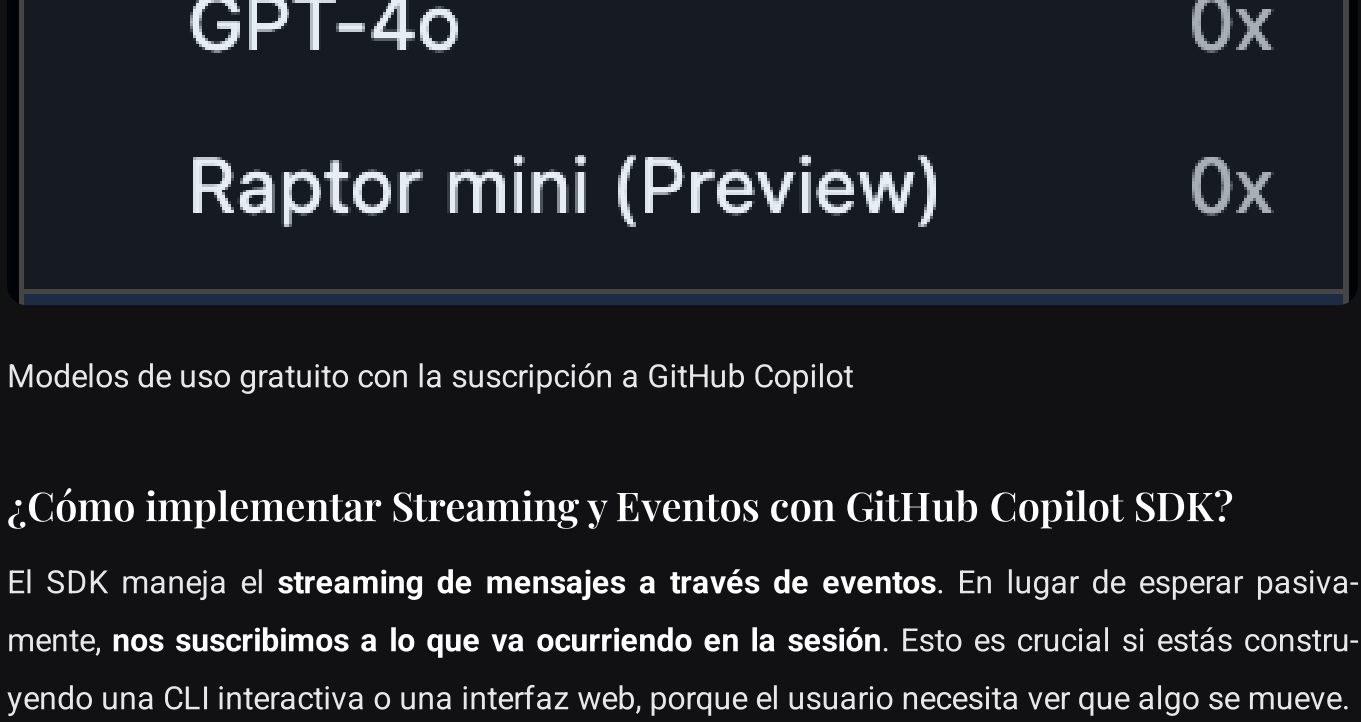 GPT-4o 0x
Raptor mini (Preview) 0x
Modelos de uso gratuito con la suscripción a GitHub Copilot
¿Cómo implementar Streaming y Eventos con GitHub Copilot SDK?
El SDK maneja el streaming de mensajes a través de eventos. En lugar de esperar pasiva-
mente, nos suscribimos a lo que va ocurriendo en la sesión. Esto es crucial si estás constru-
yendo una CLI interactiva o una interfaz web, porque el usuario necesita ver que algo se mueve.